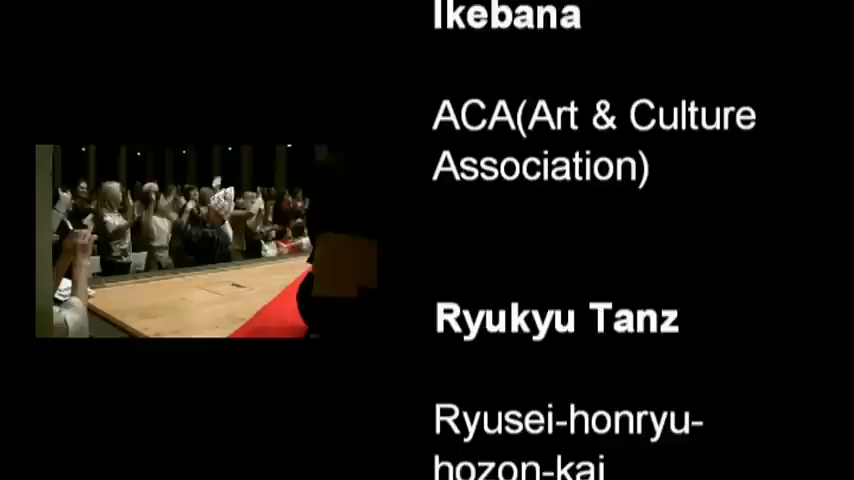 Ikebana
ACA(Art & Culture
Association)
Ryukyu Tanz
Ryusei-honryu-
hozon-kai